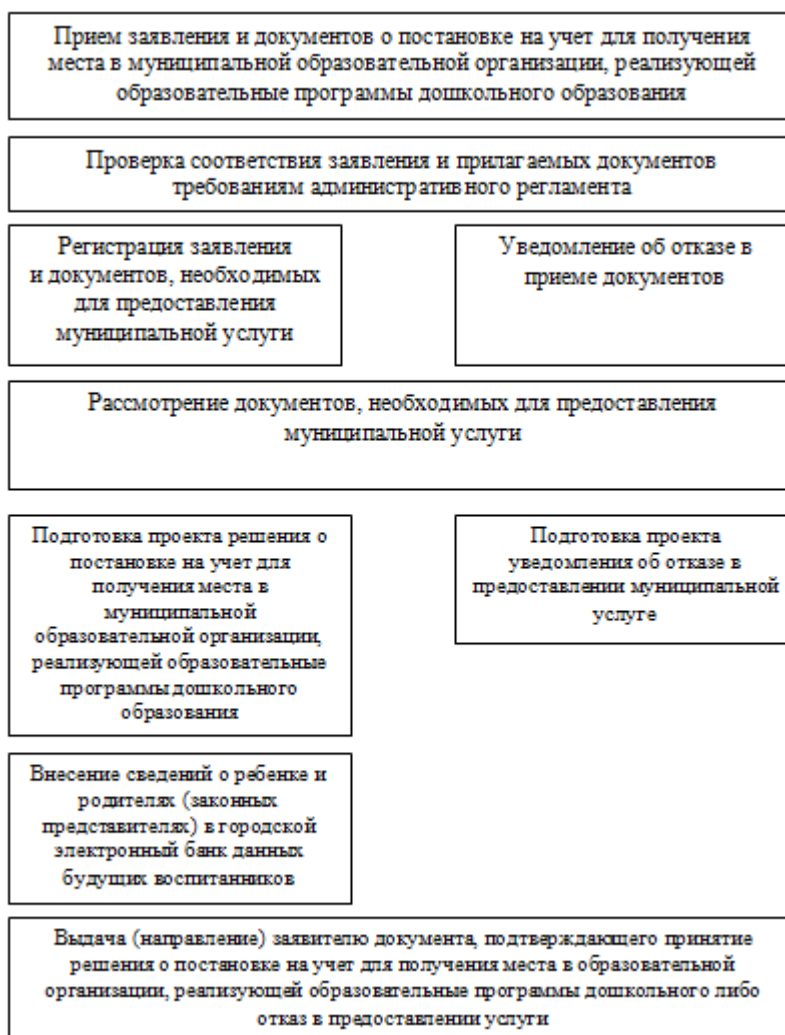 Прием заявления и документов о постановке на учет для получения
места в муниципальной образовательной организации, реализующей
образовательные программы дошкольного образования
Проверка соответствия заявления и прилагаемых документов
требованиям административного регламента
Регистрация заявления
и документов, необходимых
для предоставления
муниципальной услуги
Уведомление об отказе в
приеме документов
Рассмотрение документов, необходимых для предоставления
муниципальной услуги
Подготовка проекта решения о
постановке на учет для
получения места в
муниципальной
образовательной организации,
реализующей образовательные
программы дошкольного
образования
Подготовка проекта
уведомления об отказе в
предоставлении муниципальной
услуге
Внесение сведений о ребенке и
родителях (законных
представителях) в городской
электронный банк данных
будущих воспитанников
Выдача (направление) заявителю документа, подтверждающего принятие
решения о постановке на учет для получения места в образовательной
организации, реализующей образовательные программы дошкольного либо
отказ в предоставлении услуги